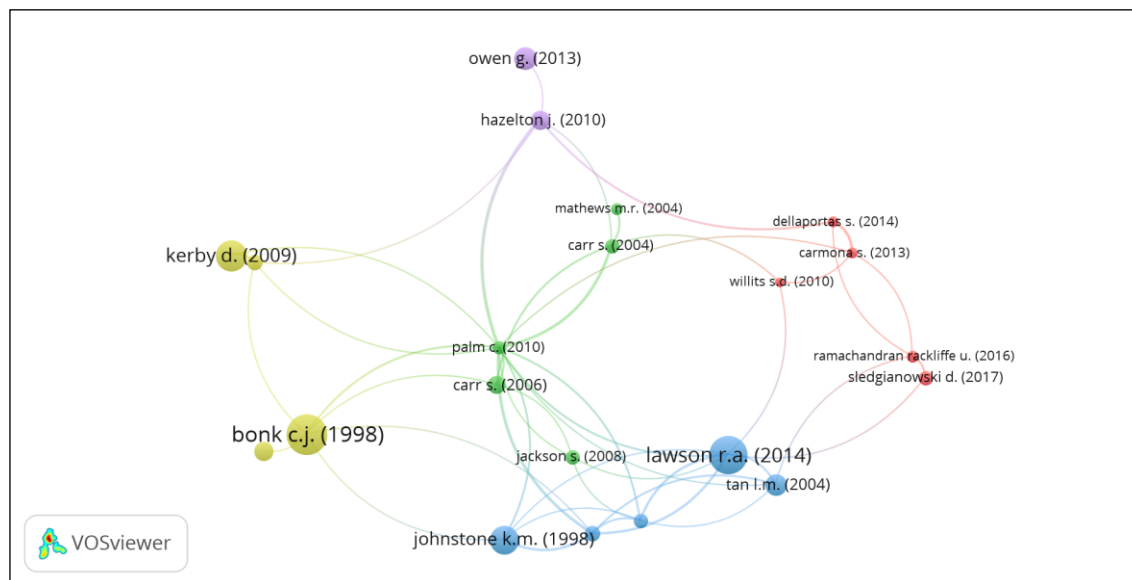 owen g. (2013)
hazelton j. (2010)
mathews m.r. (2004)
dellaportas s. (2014)
carr s. (2004)
kerby d. (2009)
carmona s. (2013)
willits s.d. (2010)
palm c. (2010)
ramachandran rackliffe u. (2016)
carr s. (2006)
sledgianowski d. (2017)
bonk c.j. (1998)
jackson s. (2008)
lawson r.a. (2014)
tan l.m. (2004)
johnstone k.m. (1998)
VOSviewer